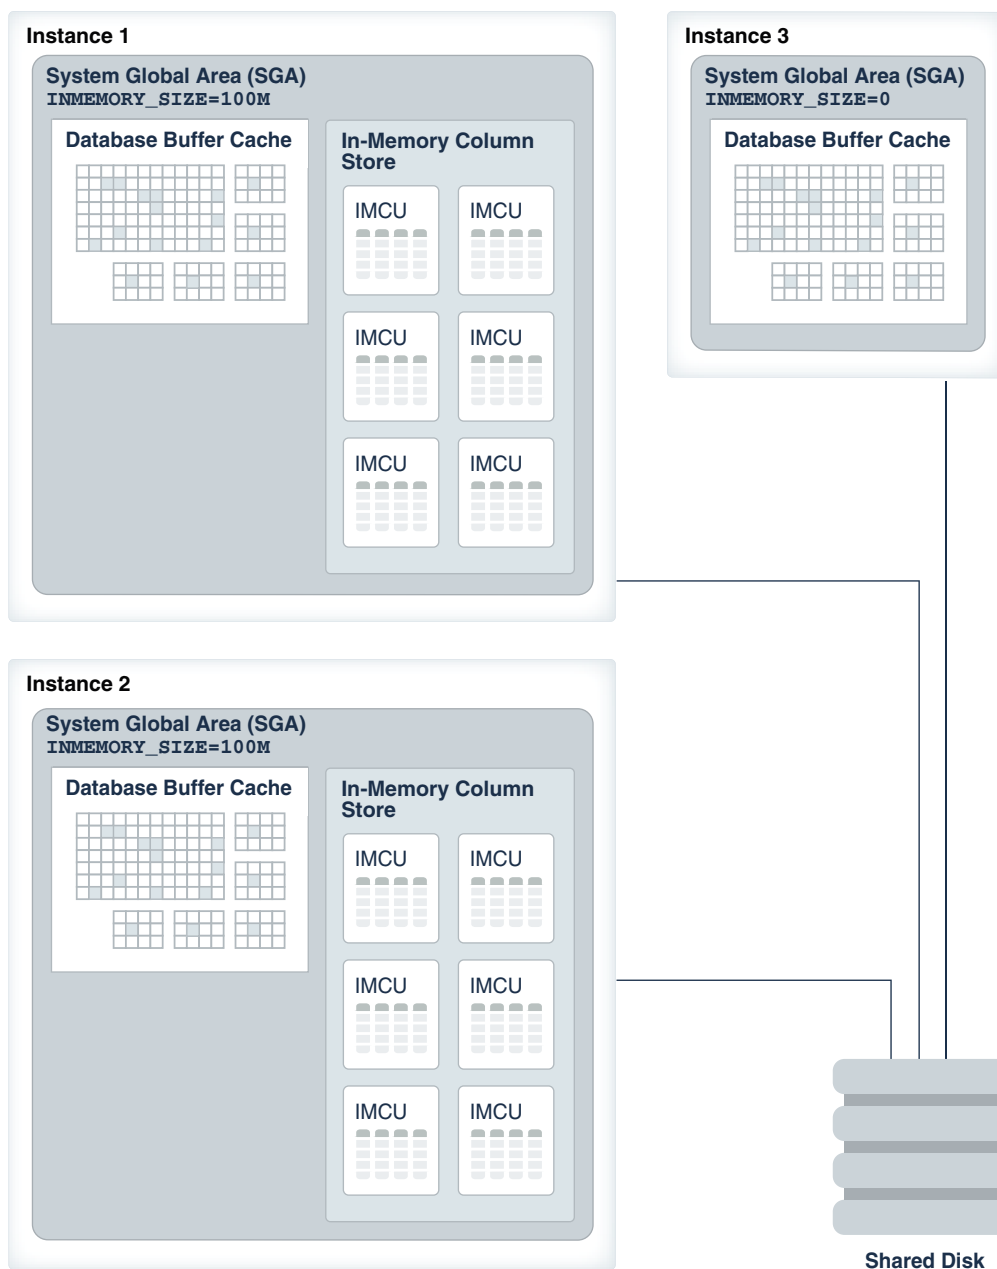 Instance 1
System Global Area (SGA)
INMEMORY_SIZE=100M
Database Buffer Cache
In-Memory Column
Store
IMCU
IMCU
IMCU
IMCU
IMCU
IMCU
Instance 3
System Global Area (SGA)
INMEMORY_SIZE=0
Database Buffer Cache
Instance 2
System Global Area (SGA)
INMEMORY_SIZE=100M
Database Buffer Cache
In-Memory Column
Store
IMCU
IMCU
IMCU
IMCU
IMCU
IMCU
Shared Disk